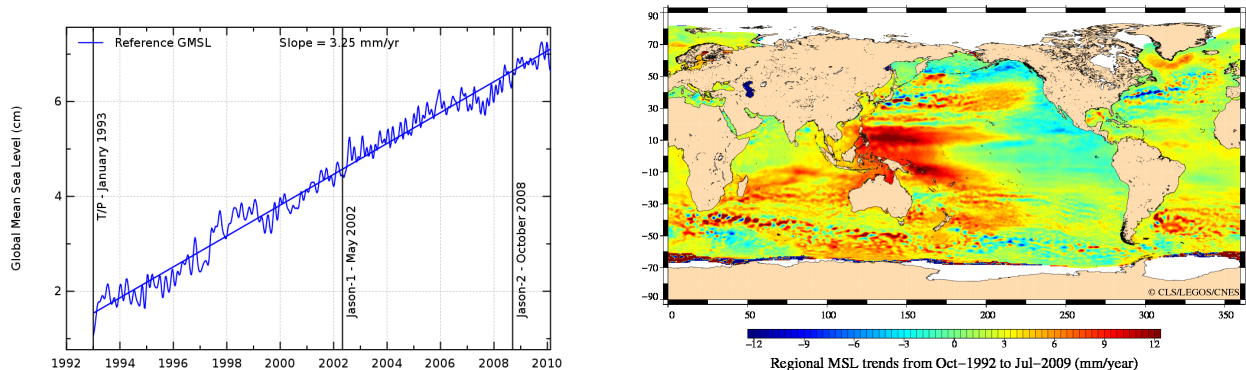 Reference GMSL
Slope = 3.25 mm/yr
Global Mean Sea Level (cm)
6
4
2
T/P - January 1993
Jason-1 - May 2002
Jason-2 - October 2008
1992 1994 1996 1998 2000 2002 2004 2006 2008 2010
90
70
50
30
10
−10
−30
−50
−70
−90
© CLS/LEGOS/CNES
0 50 100 150 200 250 300 350
−12 −9 −6 −3 0 3 6 9 12
Regional MSL trends from Oct−1992 to Jul−2009 (mm/year)